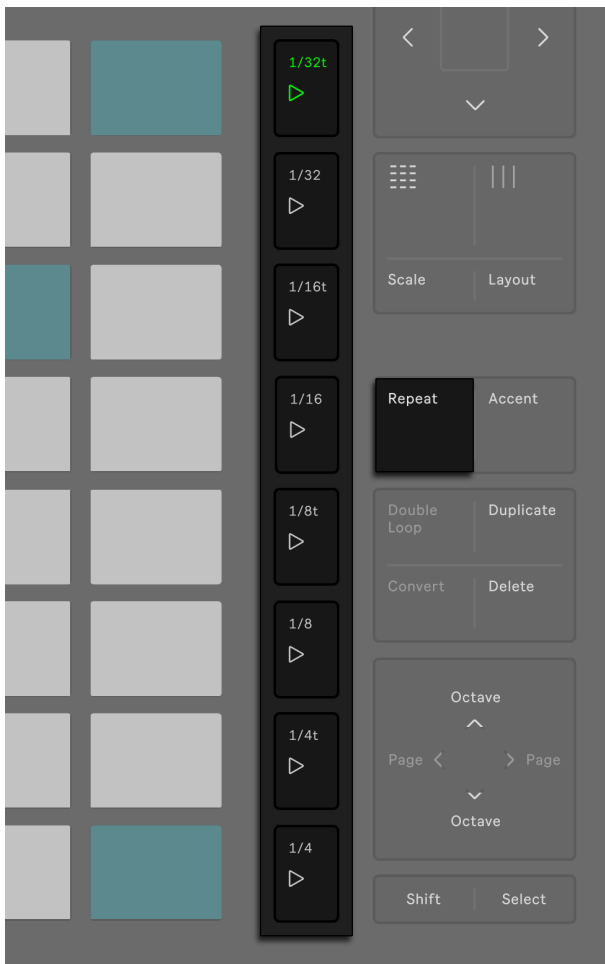 1/32t
1/32
Scale
Layout
1/16t
1/16
Repeat
Accent
1/8t
Double
Loop
Duplicate
Convert
Delete
1/8
Octave
1/4t
Page
Page
Octave
1/4
Shift
Select